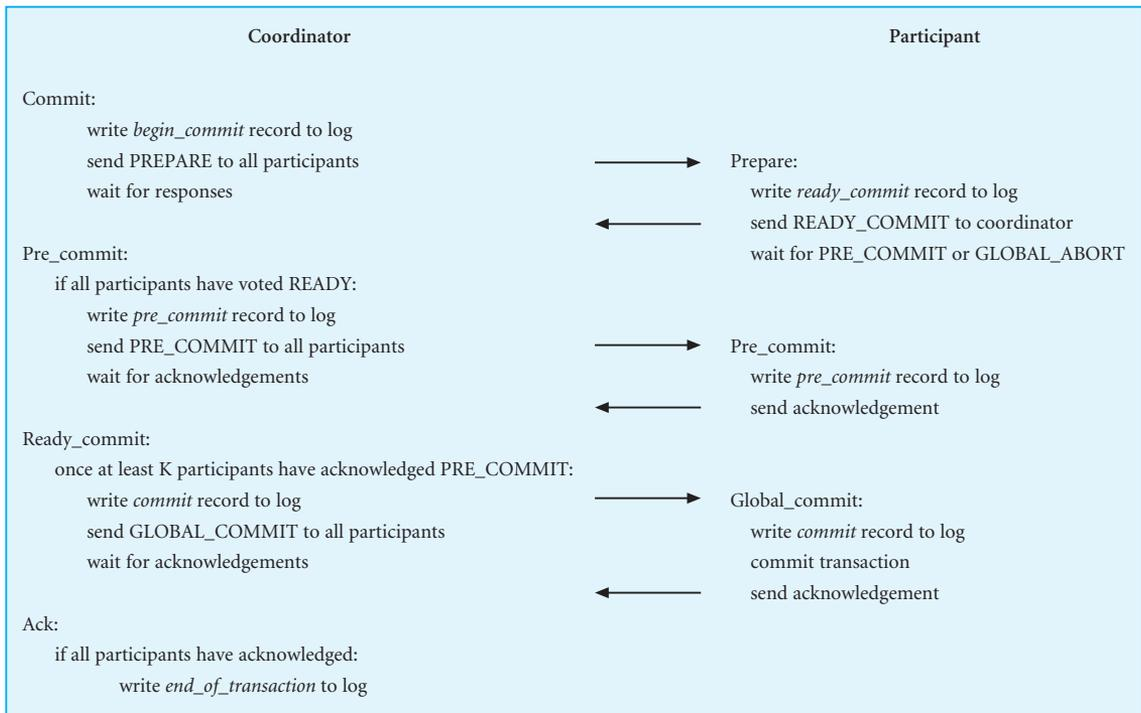 Coordinator
Participant
Commit:
write begin_commit record to log
send PREPARE to all participants
Prepare:
wait for responses
write ready_commit record to log
send READY_COMMIT to coordinator
Pre_commit:
wait for PRE_COMMIT or GLOBAL_ABORT
if all participants have voted READY:
write pre_commit record to log
send PRE_COMMIT to all participants
Pre_commit:
wait for acknowledgements
write pre_commit record to log
send acknowledgement
Ready_commit:
once at least K participants have acknowledged PRE_COMMIT:
write commit record to log
Global_commit:
send GLOBAL_COMMIT to all participants
write commit record to log
wait for acknowledgements
commit transaction
send acknowledgement
Ack:
if all participants have acknowledged:
write end_of_transaction to log